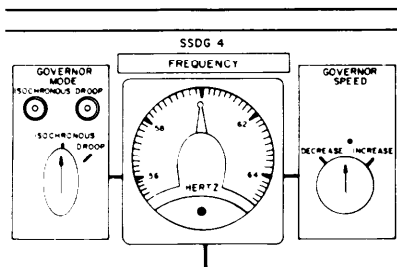 SSDG 4
GOVERNOR
MODE
ISOCHRONOUS DROOP
ISOCHRONOUS
DROOP
FREQUENCY
58
62
56
64
HERTZ
GOVERNOR
SPEED
DECREASE INCREASE